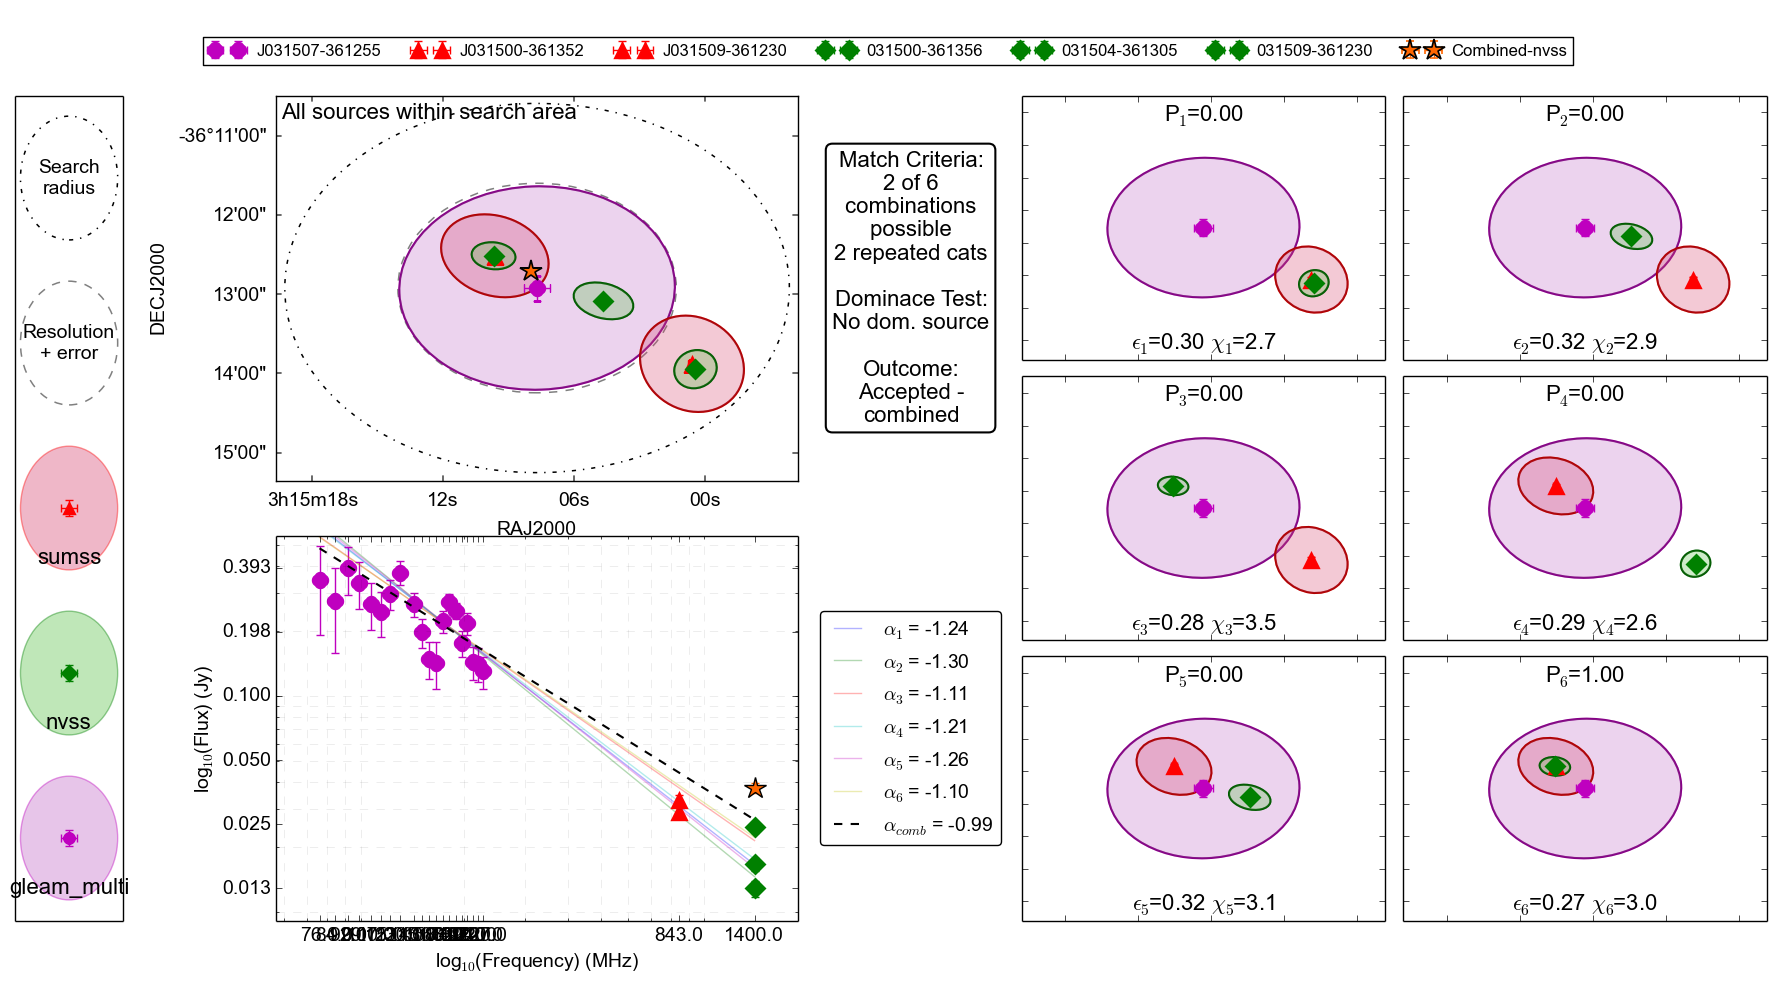 J031507-361255 J031500-361352 J031509-361230 031500-361356 031504-361305 031509-361230 Combined-nvss
Search
radius
Resolution
+ error
sumss
nvss
gleam_multi
All sources within search area
-36°11'00"
12'00"
13'00"
14'00"
15'00"
DECJ2000
3h15m18s 12s 06s 00s
RAJ2000
Match Criteria:
2 of 6
combinations
possible
2 repeated cats
Dominace Test:
No dom. source
Outcome:
Accepted -
combined
0.393
0.198
0.100
0.050
0.025
0.013
log10(Flux) (Jy)
843.0 1400.0
log10(Frequency) (MHz)
α1 = -1.24
α2 = -1.30
α3 = -1.11
α4 = -1.21
α5 = -1.26
α6 = -1.10
αcomb = -0.99
P1=0.00
ϵ1=0.30 χ1=2.7
P2=0.00
ϵ2=0.32 χ2=2.9
P3=0.00
ϵ3=0.28 χ3=3.5
P4=0.00
ϵ4=0.29 χ4=2.6
P5=0.00
ϵ5=0.32 χ5=3.1
P6=1.00
ϵ6=0.27 χ6=3.0